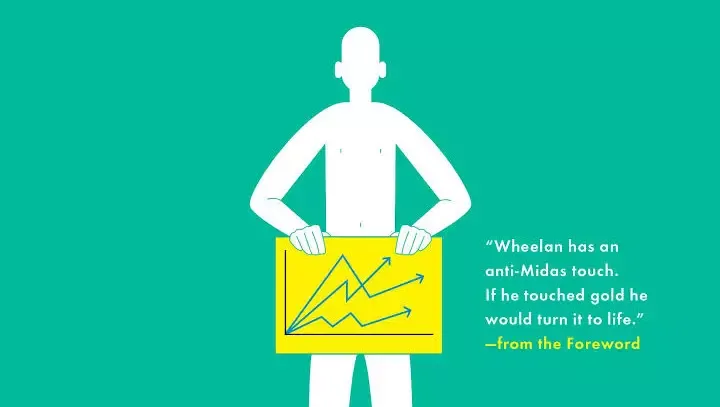 “Wheelan has an
anti-Midas touch.
If he touched gold he
would turn it to life.”
—from the Foreword